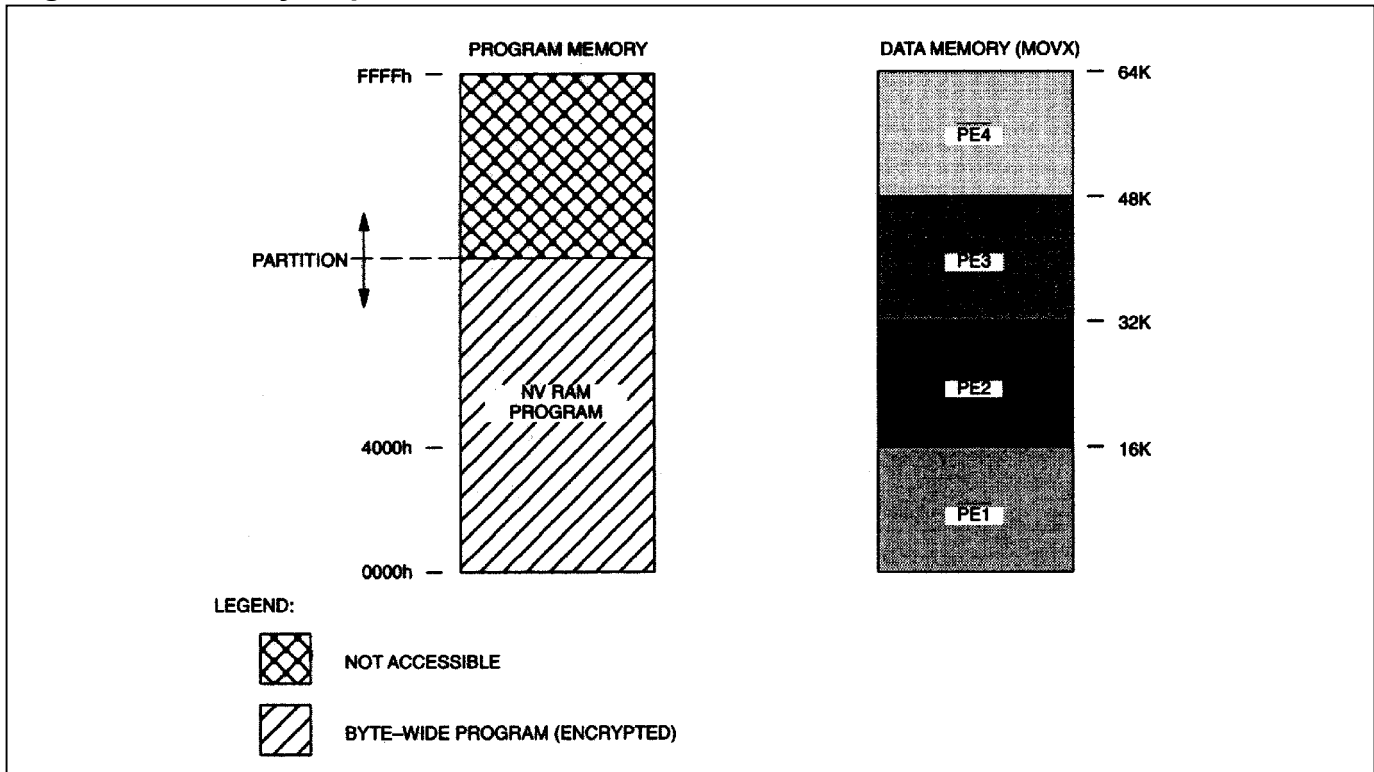 PROGRAM MEMORY
FFFFh
PARTITION
NV RAM
PROGRAM
4000h
0000h
DATA MEMORY (MOVX)
64K
PE4
48K
PE3
32K
PE2
16K
PE1
LEGEND:
NOT ACCESSIBLE
BYTE–WIDE PROGRAM (ENCRYPTED)